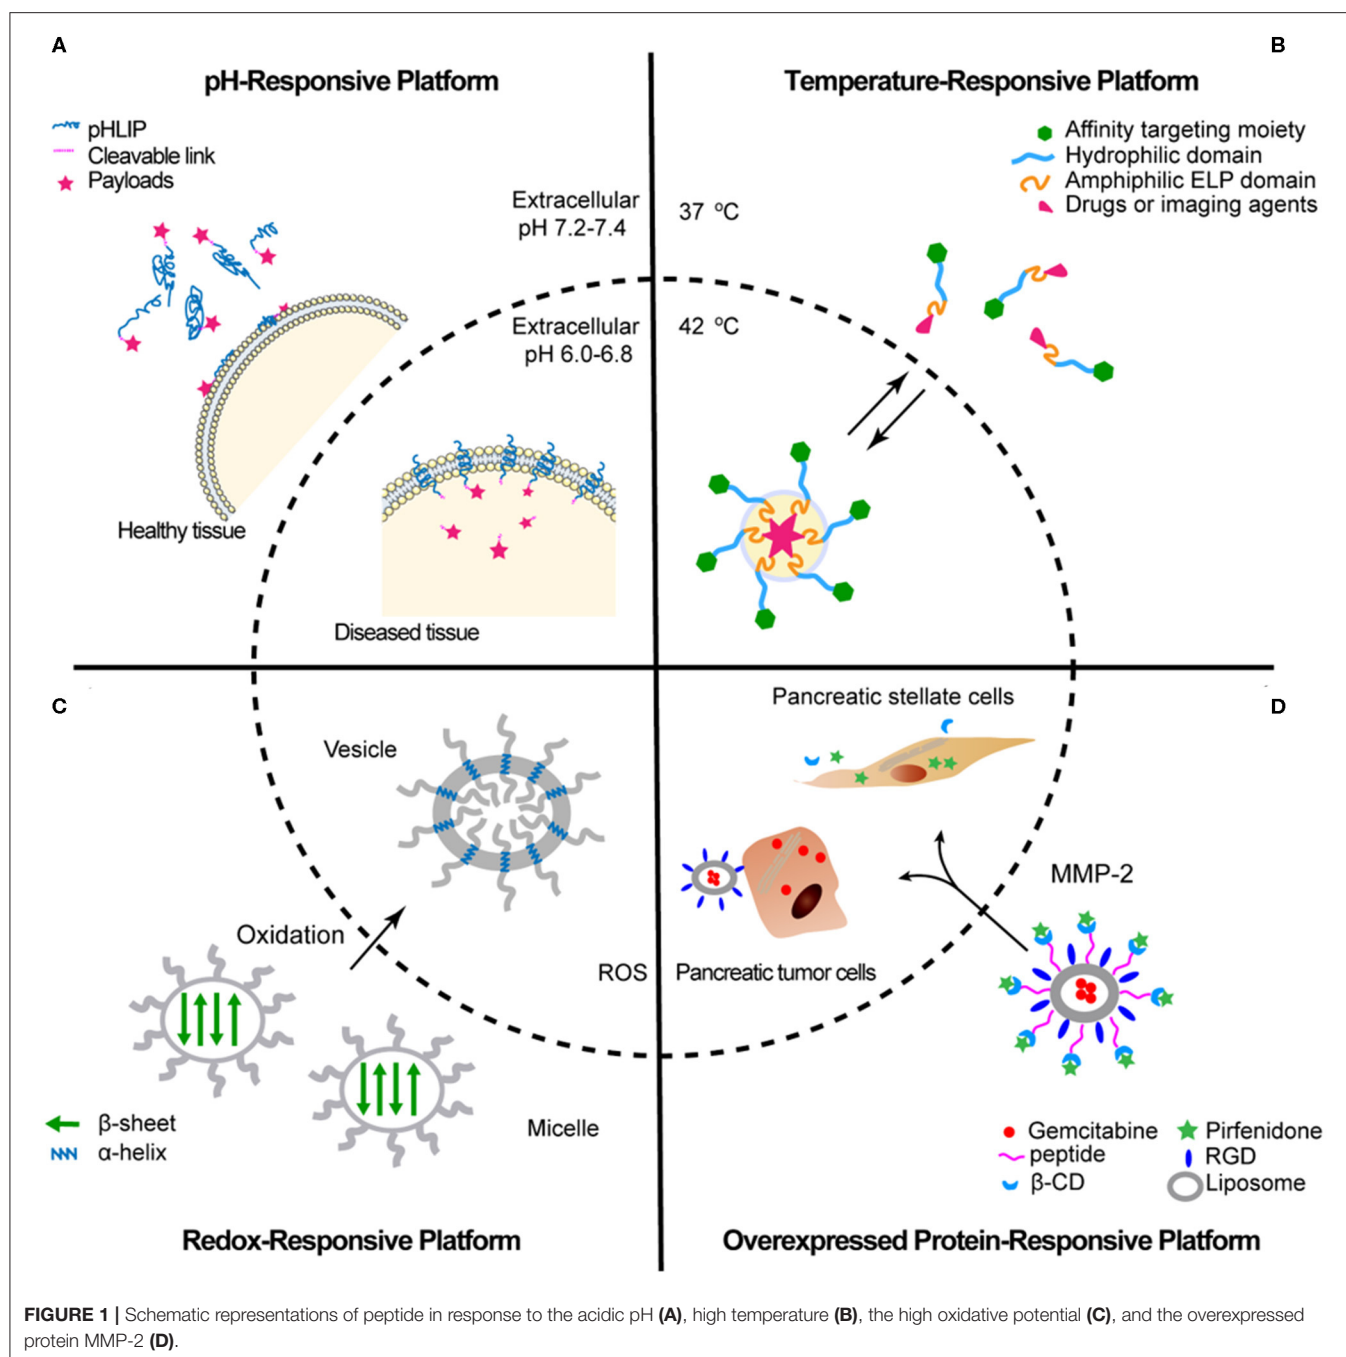 A
pH-Responsive Platform
pHLIP
Cleavable link
Payloads
Extracellular
pH 7.2-7.4
Extracellular
pH 6.0-6.8
Healthy tissue
Diseased tissue
B
Temperature-Responsive Platform
Affinity targeting moiety
Hydrophilic domain
Amphiphilic ELP domain
Drugs or imaging agents
37 °C
42 °C
C
Vesicle
Oxidation
ROS
Micelle
β-sheet
α-helix
Redox-Responsive Platform
D
Pancreatic stellate cells
MMP-2
Pancreatic tumor cells
Gemcitabine
peptide
β-CD
Pirfenidone
RGD
Liposome
Overexpressed Protein-Responsive Platform
FIGURE 1 | Schematic representations of peptide in response to the acidic pH (A), high temperature (B), the high oxidative potential (C), and the overexpressed
protein MMP-2 (D).